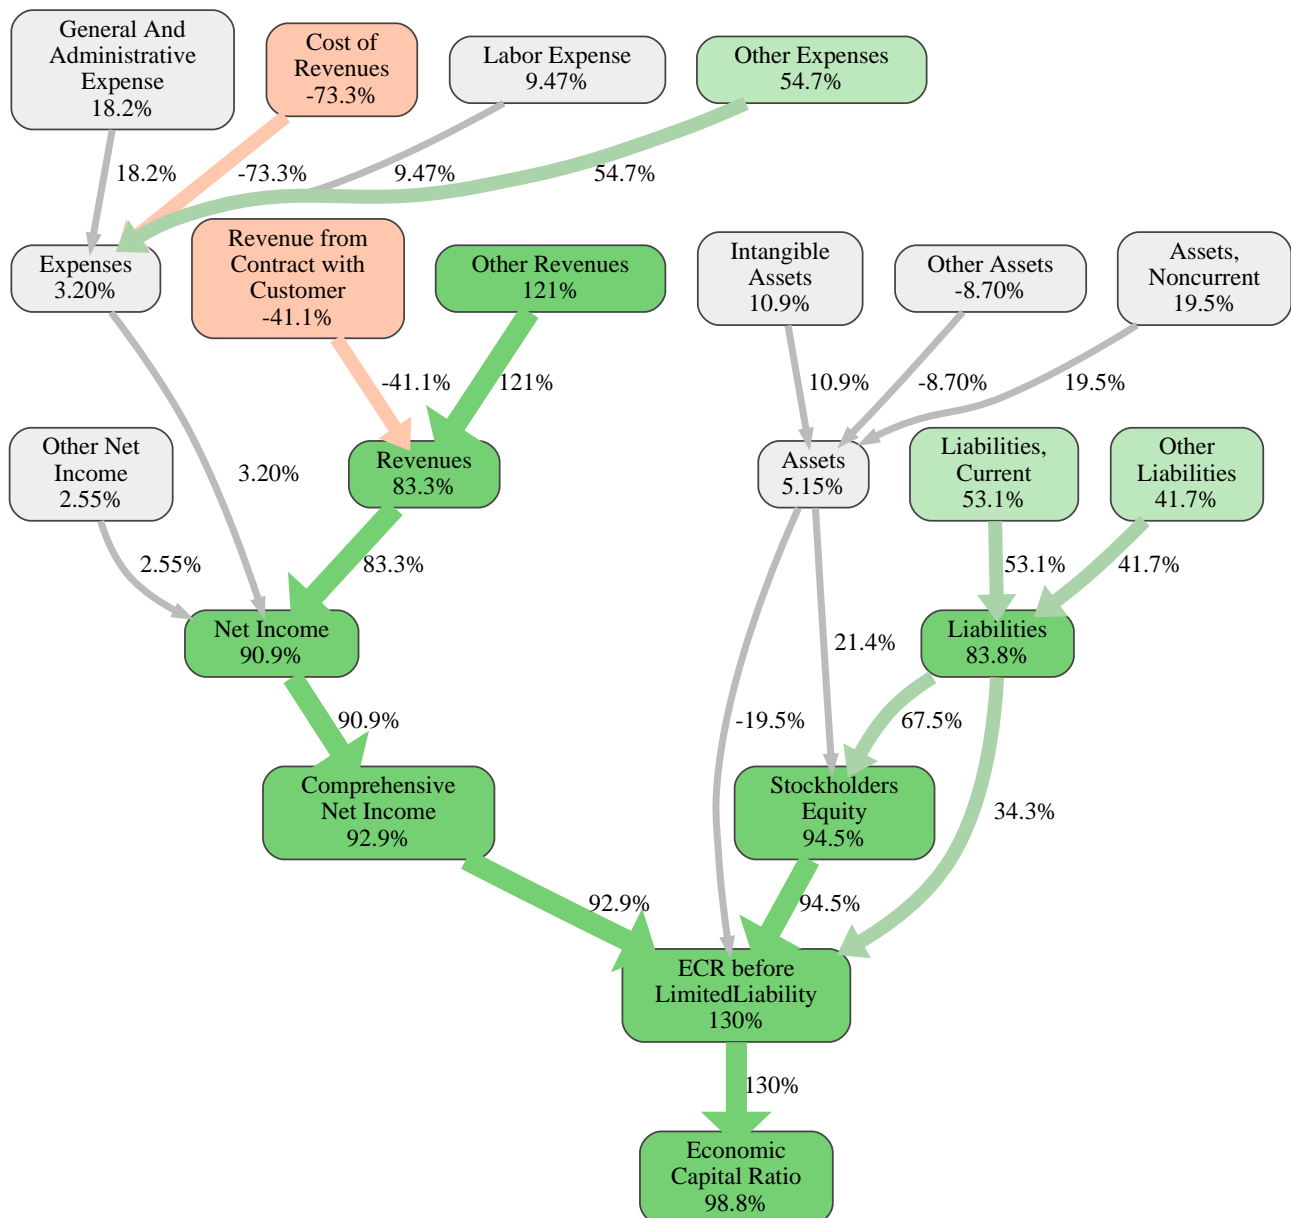 General And
Administrative
Expense
18.2%
Cost of
Revenues
-73.3%
Labor Expense
9.47%
Other Expenses
54.7%
18.2%
-73.3%
9.47%
54.7%
Expenses
3.20%
Revenue from
Contract with
Customer
-41.1%
Other Revenues
121%
Intangible
Assets
10.9%
Other Assets
-8.70%
Assets,
Noncurrent
19.5%
-41.1%
121%
10.9%
-8.70%
19.5%
Other Net
Income
2.55%
3.20%
Revenues
83.3%
Assets
5.15%
Liabilities,
Current
53.1%
Other
Liabilities
41.7%
2.55%
83.3%
53.1%
41.7%
Net Income
90.9%
21.4%
Liabilities
83.8%
90.9%
-19.5%
67.5%
Comprehensive
Net Income
92.9%
Stockholders
Equity
94.5%
34.3%
92.9%
94.5%
ECR before
LimitedLiability
130%
130%
Economic
Capital Ratio
98.8%